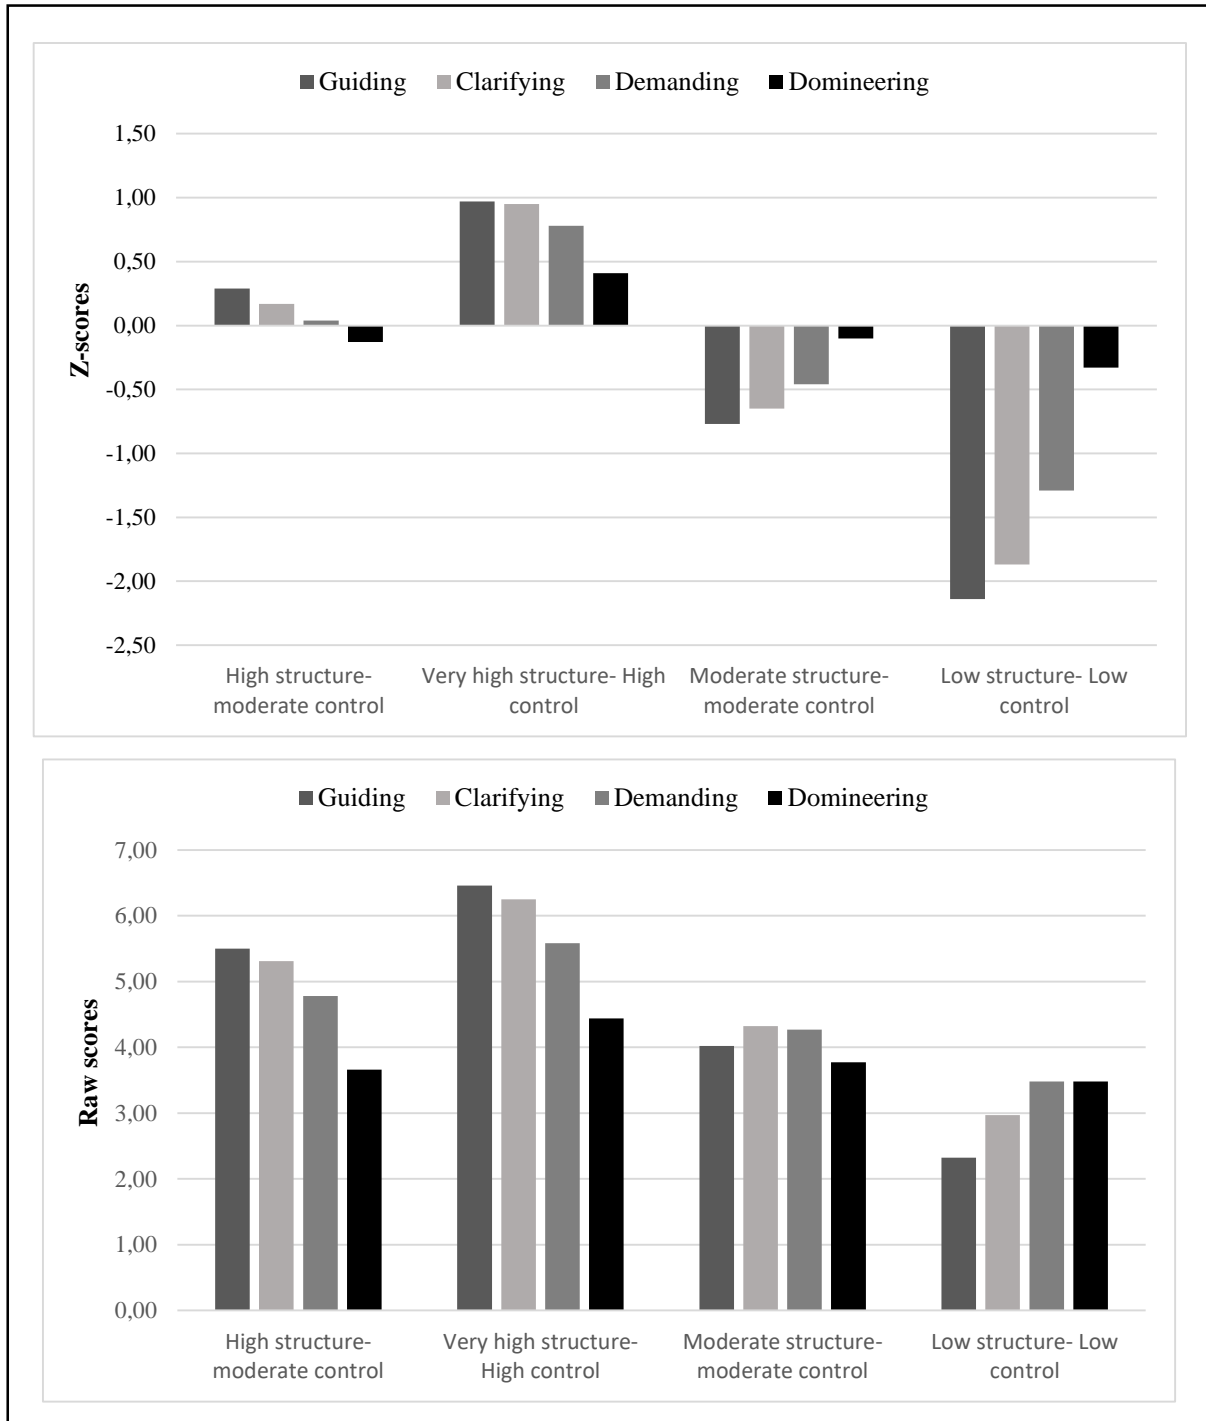 Guiding Clarifying Demanding Domineering
1,50
1,00
0,50
0,00
-0,50
-1,00
-1,50
-2,00
-2,50
Z-scores
High structure- Very high structure- High Moderate structure- Low structure- Low
moderate control control moderate control control
Guiding Clarifying Demanding Domineering
7,00
6,00
5,00
4,00
3,00
2,00
1,00
0,00
Raw scores
High structure- Very high structure- Moderate structure- Low structure- Low
moderate control High control moderate control control